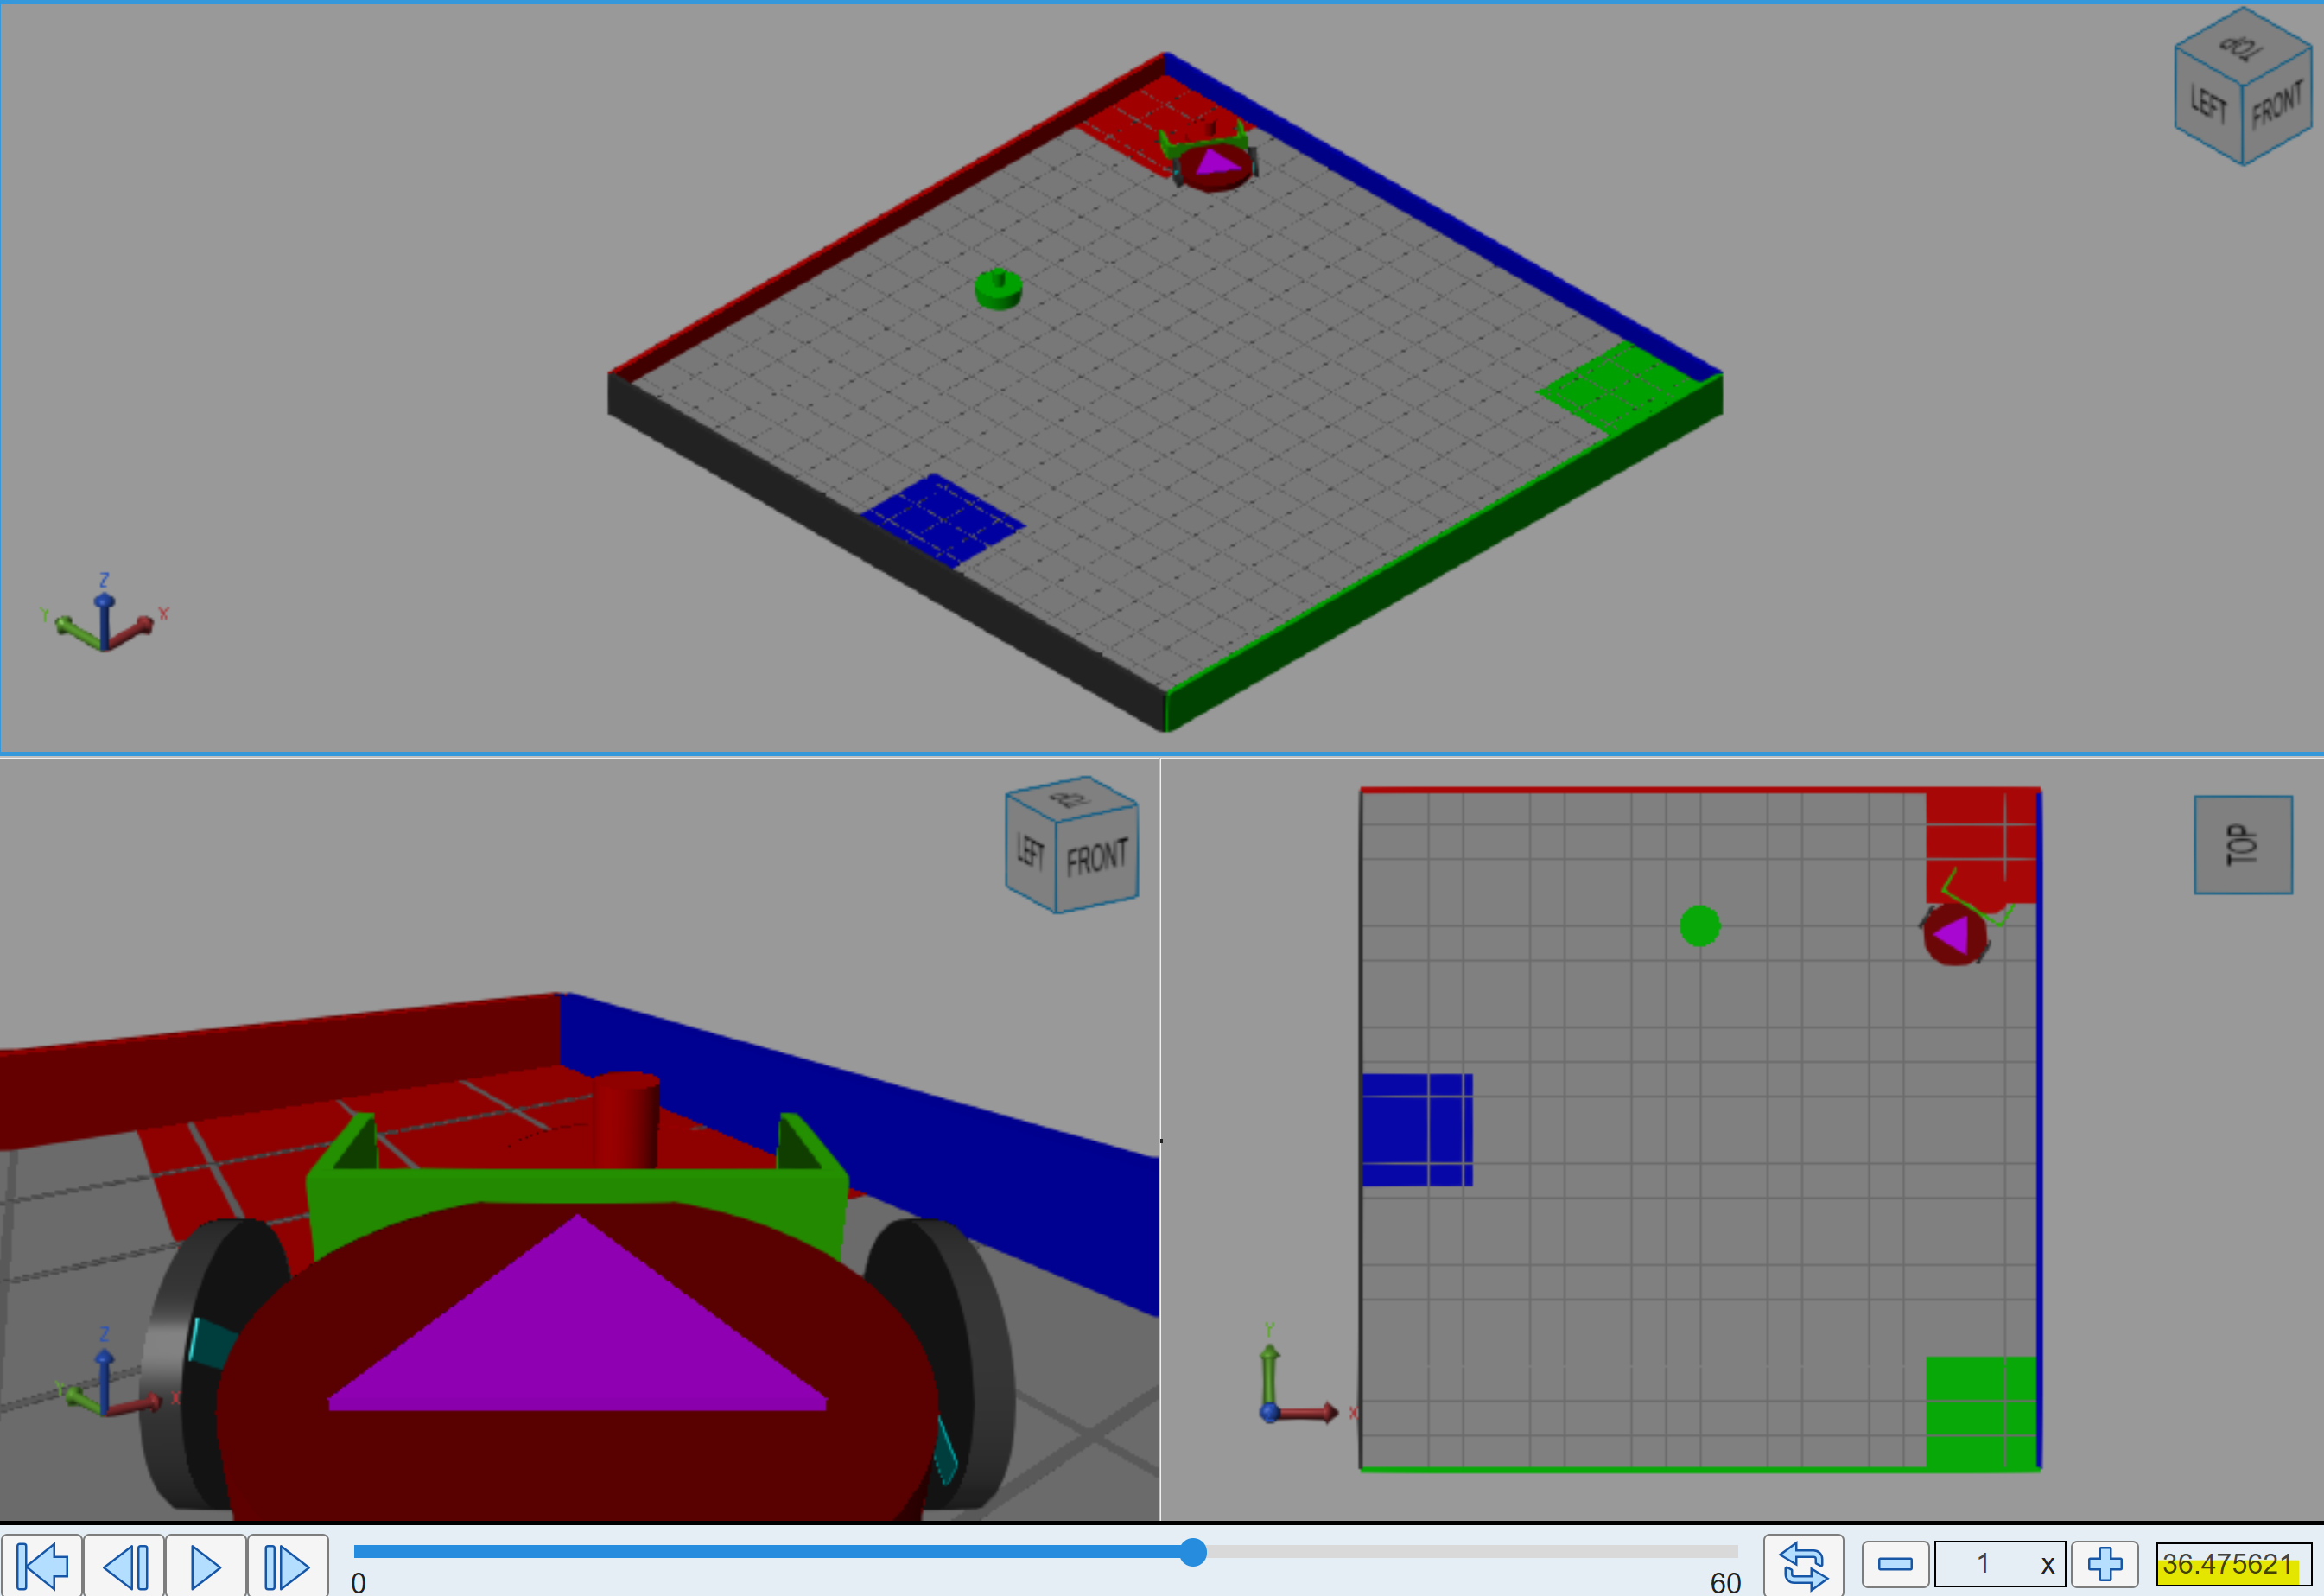 TOP
LEFT FRONT
Z
Y X
TOP
LEFT FRONT
TOP
Z
Y X
Y
X
0 60 1 x 36.475621